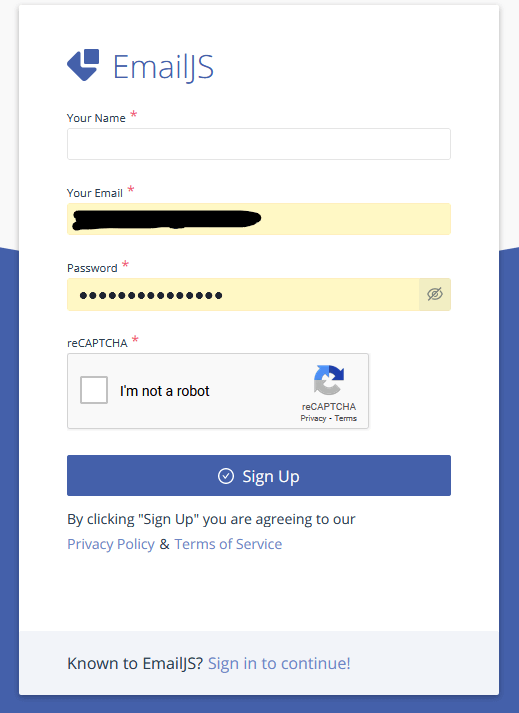 EmailJS
Your Name *
Your Email *
Password *
●●●●●●●●●●●●●●●
reCAPTCHA *
I'm not a robot
reCAPTCHA
Privacy - Terms
Sign Up
By clicking "Sign Up" you are agreeing to our
Privacy Policy & Terms of Service
Known to EmailJS? Sign in to continue!